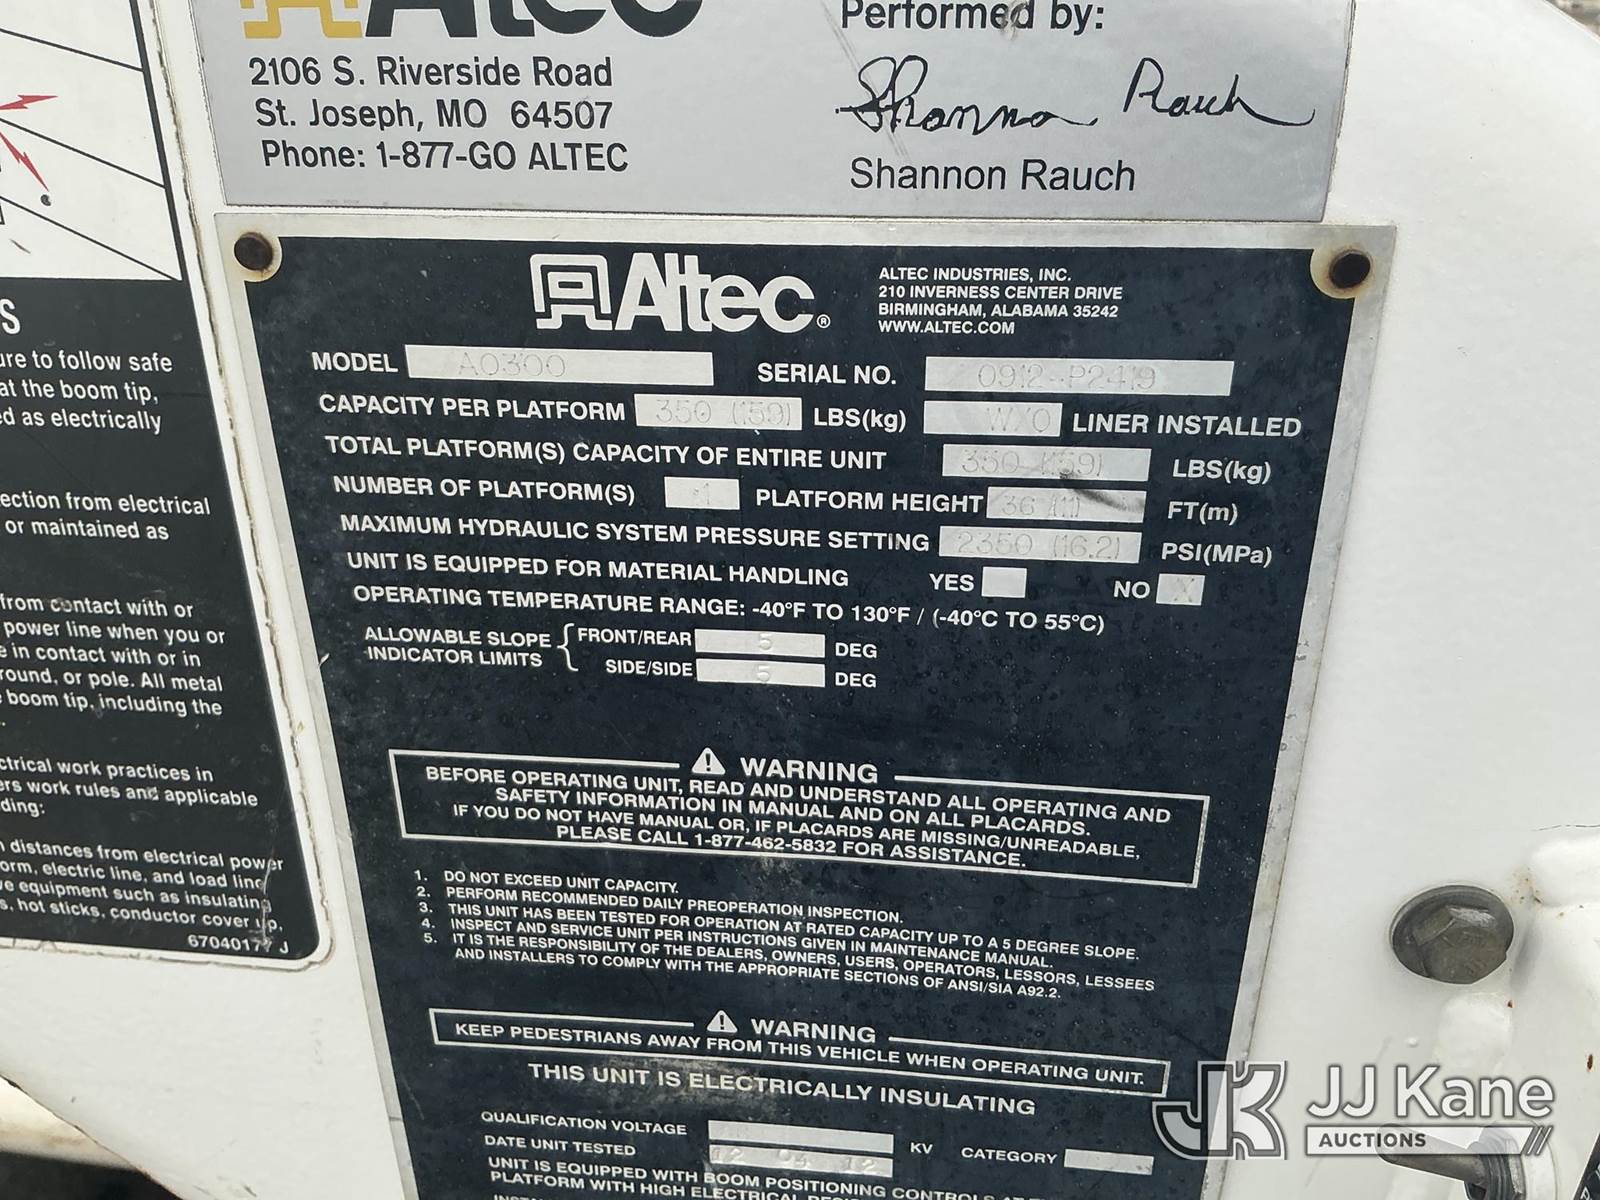 Altec
2106 S. Riverside Road
St. Joseph, MO 64507
Phone: 1-877-GO ALTEC
Performed by:
Shannon Rauch
Shannon Rauch
S
ure to follow safe
at the boom tip,
ed as electrically
ection from electrical
or maintained as
from contact with or
power line when you or
e in contact with or in
round, or pole. All metal
boom tip, including the
ctrical work practices in
ers work rules and applicable
ding:
distances from electrical power
orm, electric line, and load line
ve equipment such as insulating
s, hot sticks, conductor cover up,
67040177 J
Altec®
ALTEC INDUSTRIES, INC.
210 INVERNESS CENTER DRIVE
BIRMINGHAM, ALABAMA 35242
WWW.ALTEC.COM
MODEL AO300 SERIAL NO. 0912-P2419
CAPACITY PER PLATFORM 350 (159) LBS(kg) W/O LINER INSTALLED
TOTAL PLATFORM(S) CAPACITY OF ENTIRE UNIT 350 (159) LBS(kg)
NUMBER OF PLATFORM(S) 1 PLATFORM HEIGHT 36 (11) FT(m)
MAXIMUM HYDRAULIC SYSTEM PRESSURE SETTING 2350 (16.2) PSI(MPa)
UNIT IS EQUIPPED FOR MATERIAL HANDLING YES NO X
OPERATING TEMPERATURE RANGE: -40°F TO 130°F / (-40°C TO 55°C)
ALLOWABLE SLOPE INDICATOR LIMITS { FRONT/REAR 5 DEG
SIDE/SIDE 5 DEG
WARNING
BEFORE OPERATING UNIT, READ AND UNDERSTAND ALL OPERATING AND
SAFETY INFORMATION IN MANUAL AND ON ALL PLACARDS.
IF YOU DO NOT HAVE MANUAL OR, IF PLACARDS ARE MISSING/UNREADABLE,
PLEASE CALL 1-877-462-5832 FOR ASSISTANCE.
1. DO NOT EXCEED UNIT CAPACITY.
2. PERFORM RECOMMENDED DAILY PREOPERATION INSPECTION.
3. THIS UNIT HAS BEEN TESTED FOR OPERATION AT RATED CAPACITY UP TO A 5 DEGREE SLOPE.
4. INSPECT AND SERVICE UNIT PER INSTRUCTIONS GIVEN IN MAINTENANCE MANUAL.
5. IT IS THE RESPONSIBILITY OF THE DEALERS, OWNERS, USERS, OPERATORS, LESSORS, LESSEES
AND INSTALLERS TO COMPLY WITH THE APPROPRIATE SECTIONS OF ANSI/SIA A92.2.
WARNING
KEEP PEDESTRIANS AWAY FROM THIS VEHICLE WHEN OPERATING UNIT.
THIS UNIT IS ELECTRICALLY INSULATING
QUALIFICATION VOLTAGE KV CATEGORY
DATE UNIT TESTED 12 04 12
UNIT IS EQUIPPED WITH BOOM POSITIONING CONTROLS
PLATFORM WITH HIGH ELECTRICAL
JK JJ Kane
AUCTIONS